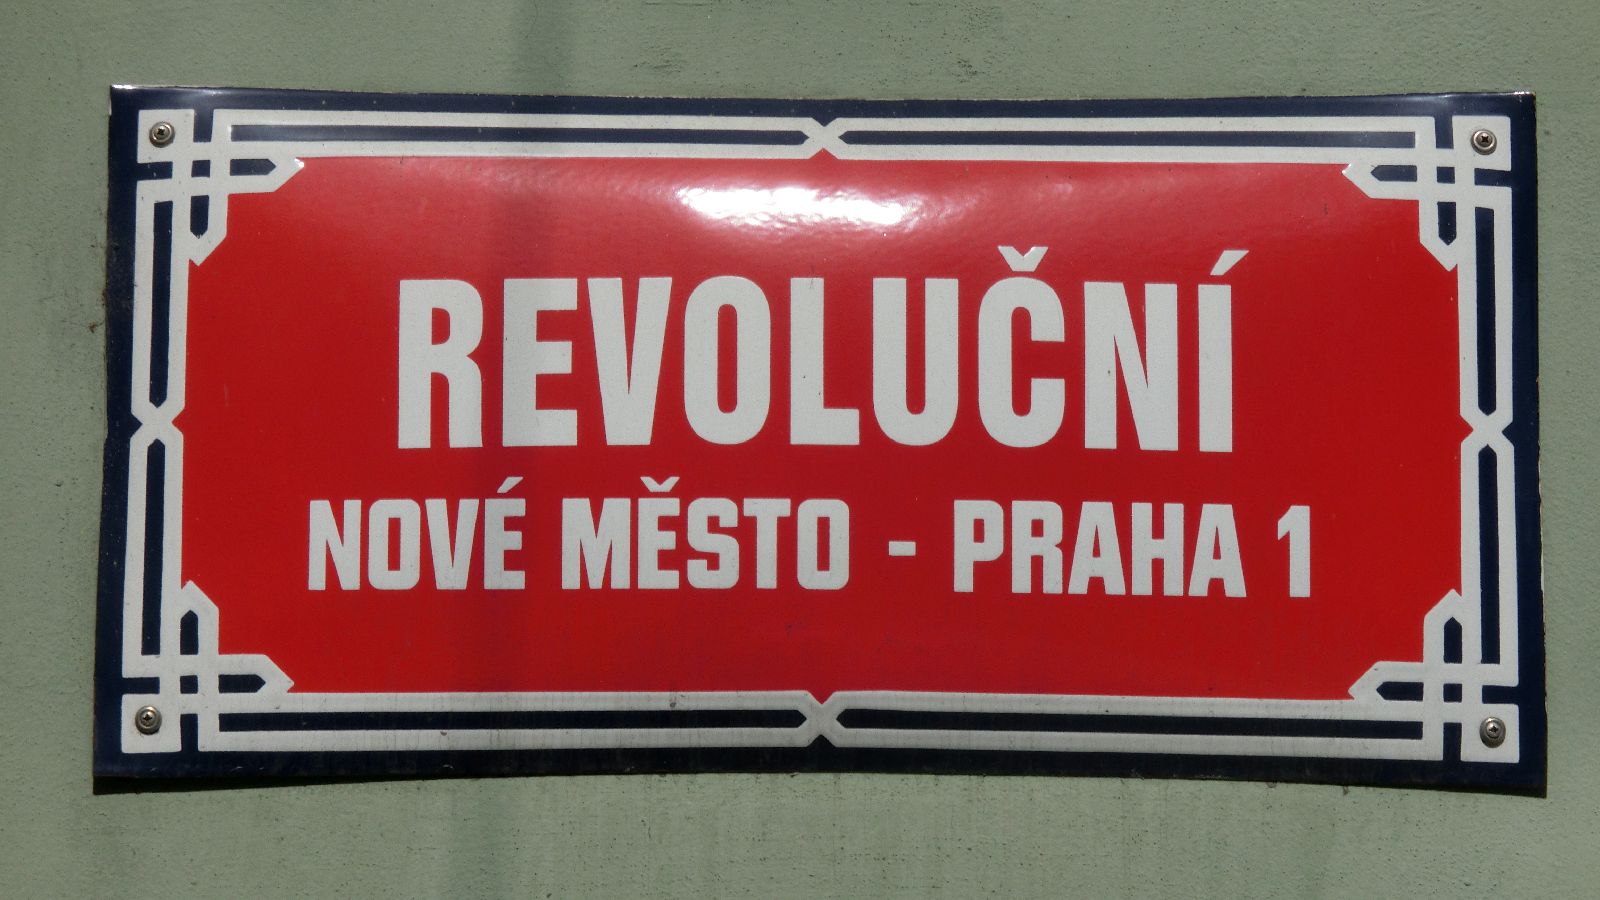 REVOLUČNÍ
NOVÉ MĚSTO - PRAHA 1